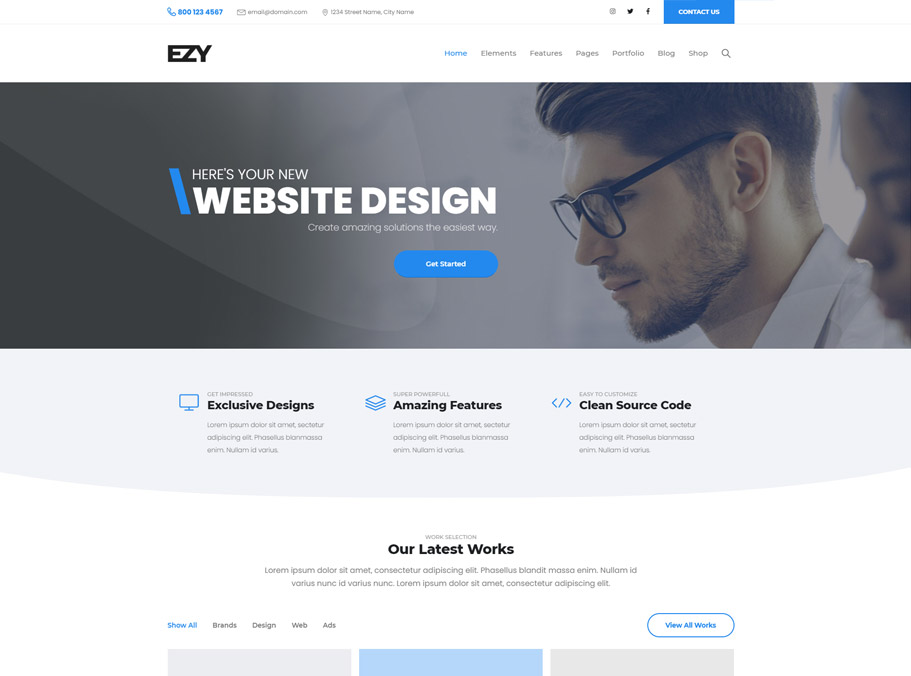 800 123 4567 email@domain.com 1234 Street Name, City Name CONTACT US
EZY Home Elements Features Pages Portfolio Blog Shop
HERE'S YOUR NEW
WEBSITE DESIGN
Create amazing solutions the easiest way.
Get Started
GET IMPRESSED
Exclusive Designs
Lorem ipsum dolor sit amet, sectetur
adipiscing elit. Phasellus blanmassa
enim. Nullam id varius.
SUPER POWERFULL
Amazing Features
Lorem ipsum dolor sit amet, sectetur
adipiscing elit. Phasellus blanmassa
enim. Nullam id varius.
EASY TO CUSTOMIZE
Clean Source Code
Lorem ipsum dolor sit amet, sectetur
adipiscing elit. Phasellus blanmassa
enim. Nullam id varius.
WORK SELECTION
Our Latest Works
Lorem ipsum dolor sit amet, consectetur adipiscing elit. Phasellus blandit massa enim. Nullam id
varius nunc id varius nunc. Lorem ipsum dolor sit amet, consectetur adipiscing elit.
Show All Brands Design Web Ads View All Works